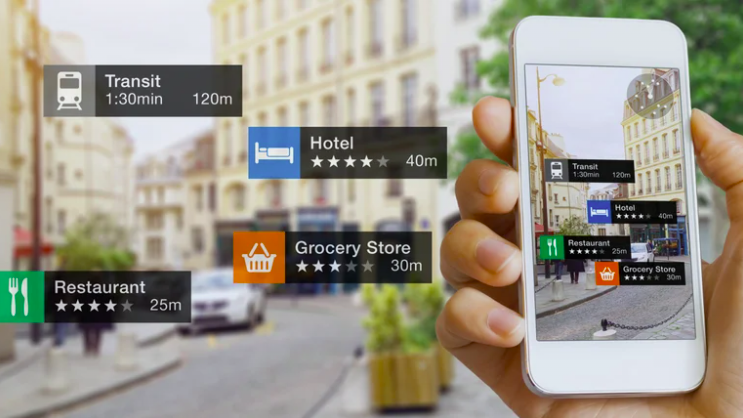 Transit
1:30min 120m
Hotel
★★★★★ 40m
Grocery Store
★★★★★ 30m
Restaurant
★★★★★ 25m
Transit
1:30min 120m
Hotel
★★★★★ 40m
Restaurant
★★★★★ 25m
Grocery Store
★★★★★ 30m